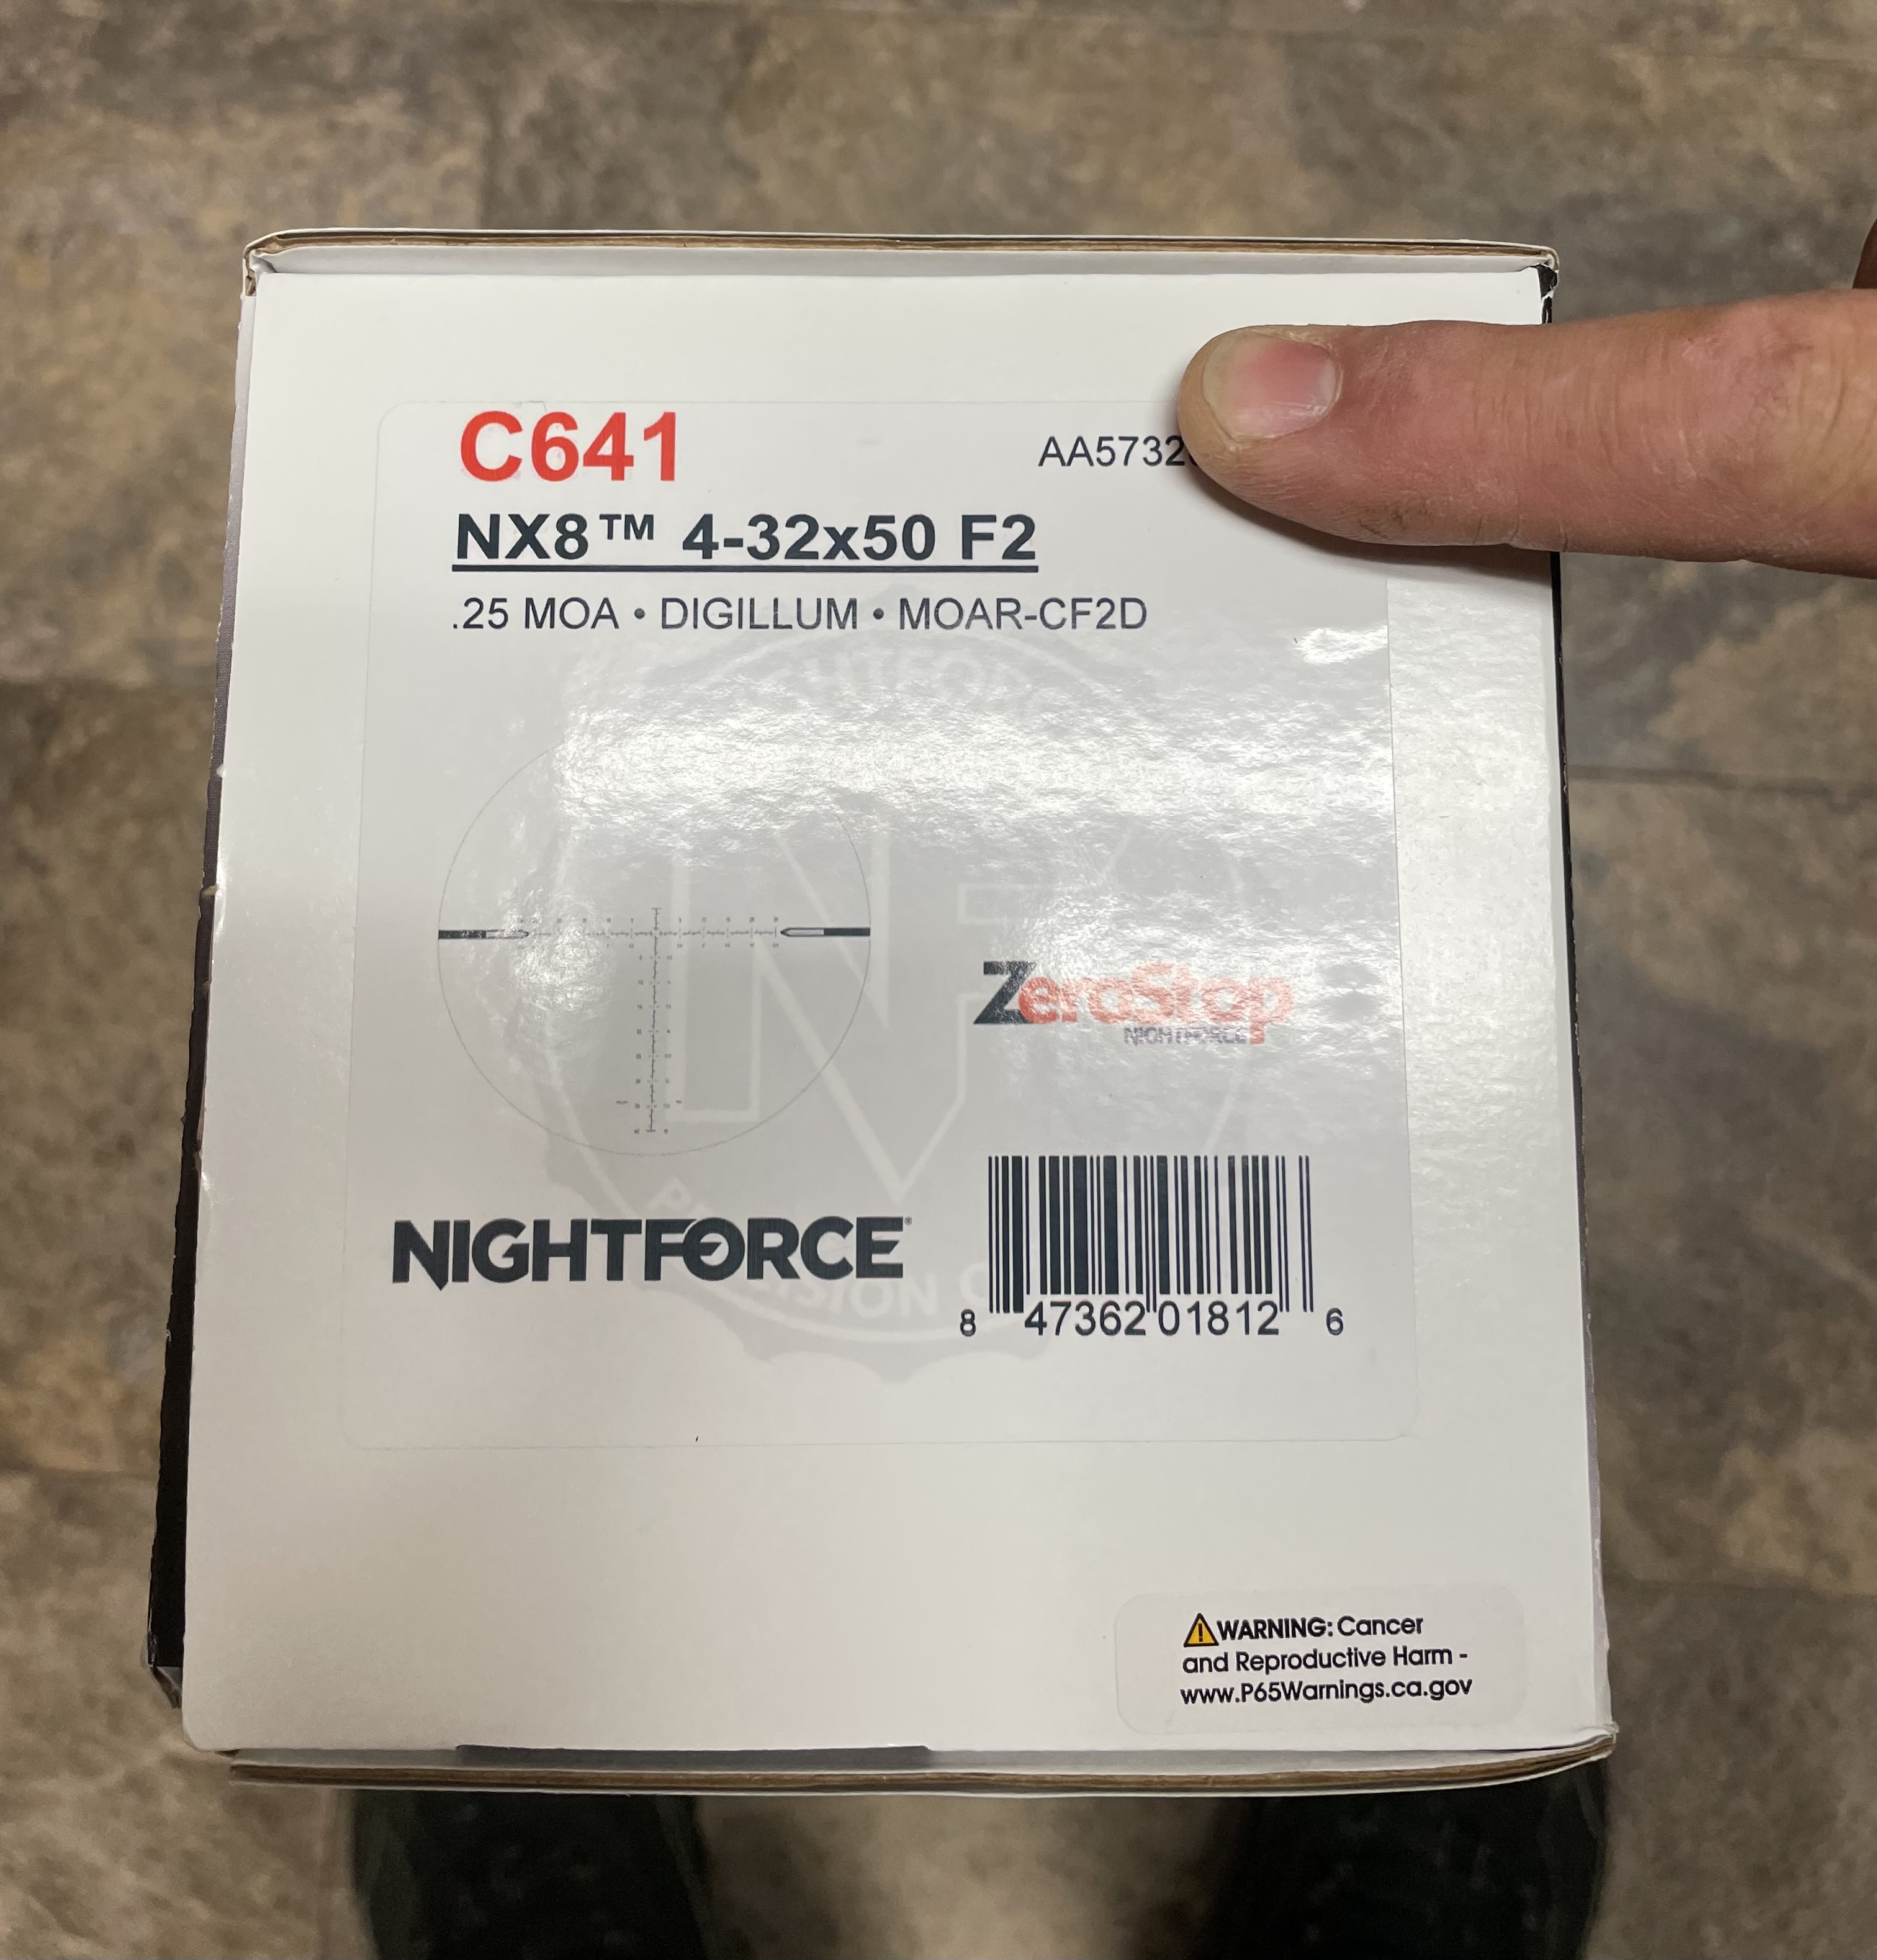 C641
AA5732
NX8™ 4-32x50 F2
.25 MOA • DIGILLUM • MOAR-CF2D
ZeroStop
NIGHTFORCE
NIGHTFORCE®
8 47362 01812 6
⚠WARNING: Cancer
and Reproductive Harm -
www.P65Warnings.ca.gov